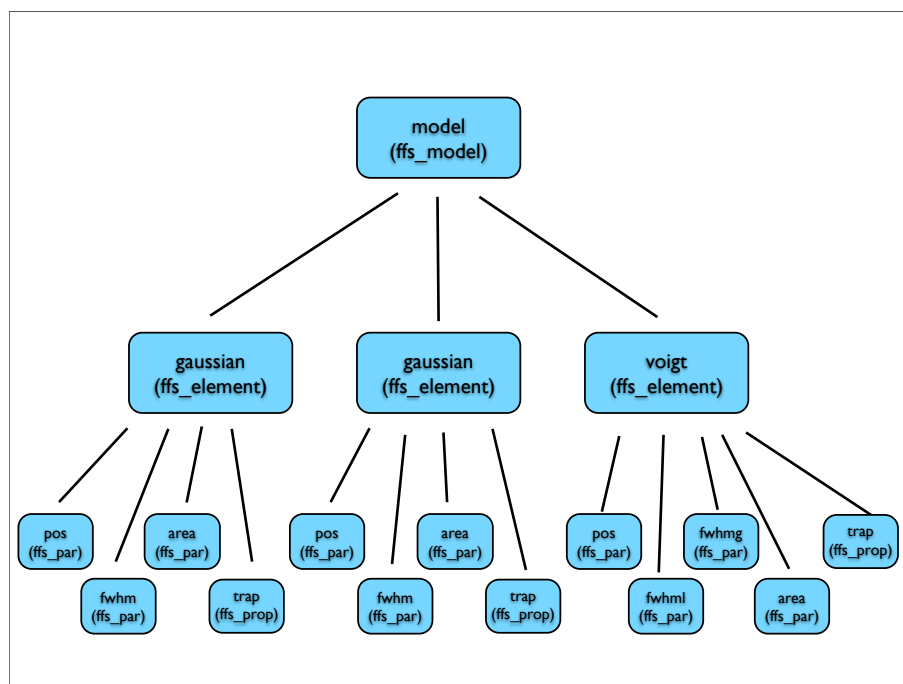 model
(ffs_model)
gaussian
(ffs_element)
gaussian
(ffs_element)
voigt
(ffs_element)
pos
(ffs_par)
area
(ffs_par)
pos
(ffs_par)
area
(ffs_par)
pos
(ffs_par)
fwhmg
(ffs_par)
trap
(ffs_prop)
fwhm
(ffs_par)
trap
(ffs_prop)
fwhm
(ffs_par)
trap
(ffs_prop)
fwhml
(ffs_par)
area
(ffs_par)